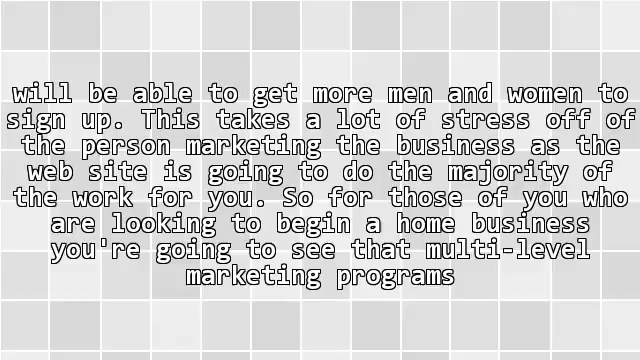 will be able to get more men and women to
sign up. This takes a lot of stress off of
the person marketing the business as the
web site is going to do the majority of
the work for you. So for those of you who
are looking to begin a home business
you're going to see that multi-level
marketing programs